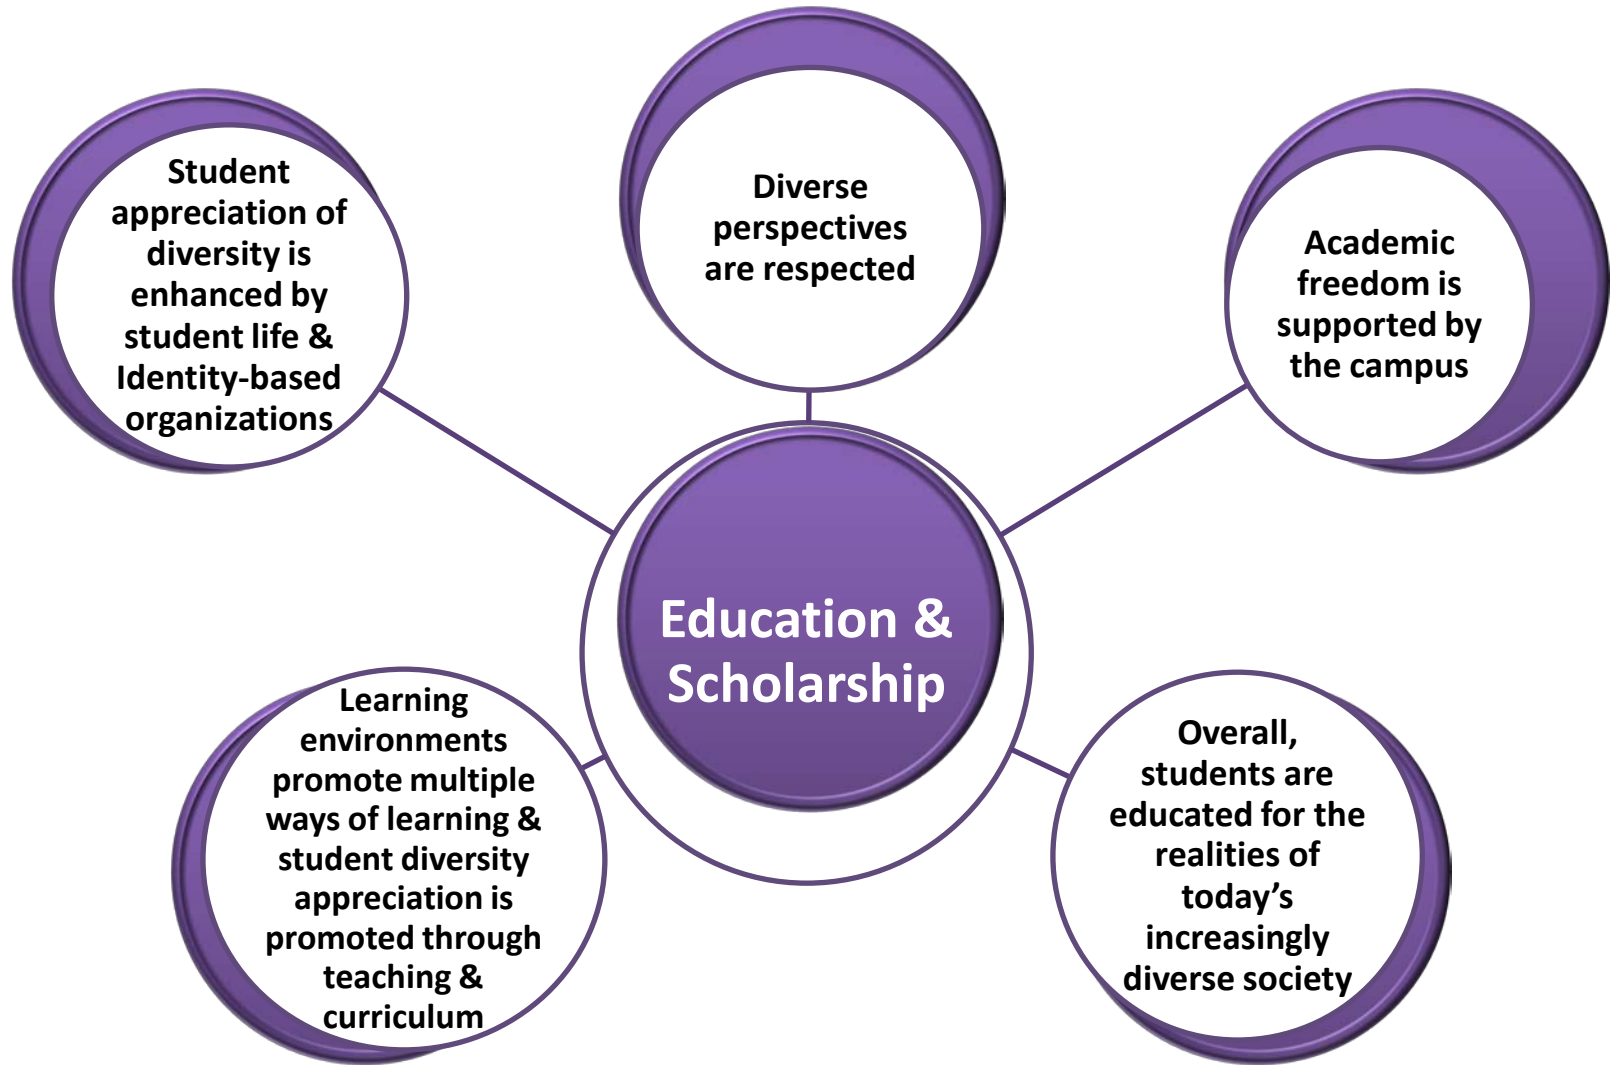 Student
appreciation of
diversity is
enhanced by
student life &
Identity-based
organizations
Diverse
perspectives
are respected
Academic
freedom is
supported by
the campus
Education &
Scholarship
Learning
environments
promote multiple
ways of learning &
student diversity
appreciation is
promoted through
teaching &
curriculum
Overall,
students are
educated for the
realities of
today’s
increasingly
diverse society